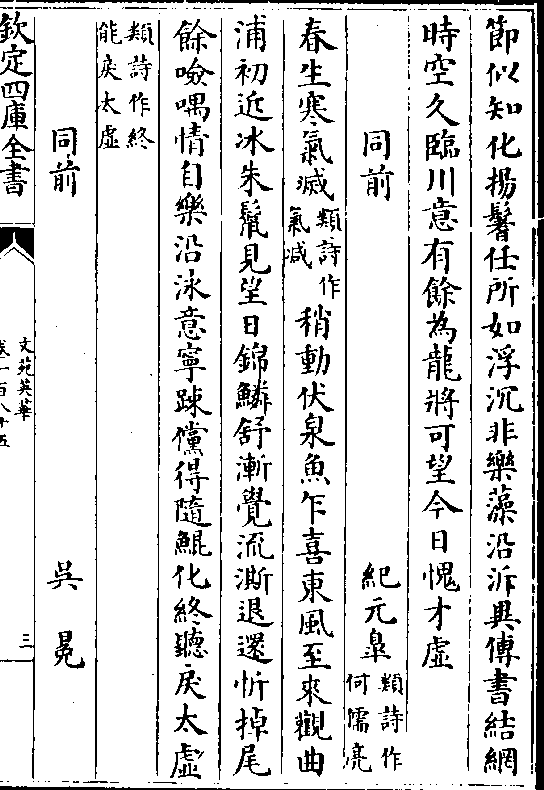 節似知化揚鬐任所如浮沉非樂藻沿泝異傳書結網
時空久臨川意有餘為龍將可望今日愧才虛
同前　紀元臯類詩作何儒亮
春生寒氣減類詩作氣減稍動伏泉魚乍喜東風至來觀曲
浦初近冰朱鬛見望日錦鱗舒漸覺流澌退還忻掉尾
餘噞喁情自樂沿泳意寧踈儻得隨鯤化終聽戾太虛
類詩作終能戾太虛
同前　吳冕
欽定四庫全書
文苑英華
卷一百八十五
三